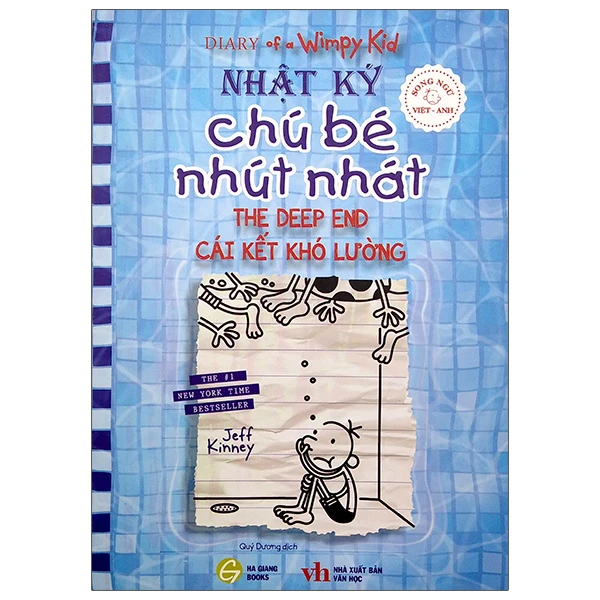 DIARY of a Wimpy Kid
NHẬT KÝ
SONG NGỮ
VIỆT - ANH
chú bé
nhút nhát
THE DEEP END
CÁI KẾT KHÓ LƯỜNG
THE #1
NEW YORK TIME
BESTSELLER
Jeff
Kinney
Quý Dương dịch
HA GIANG
BOOKS
vh
NHÀ XUẤT BẢN
VĂN HỌC